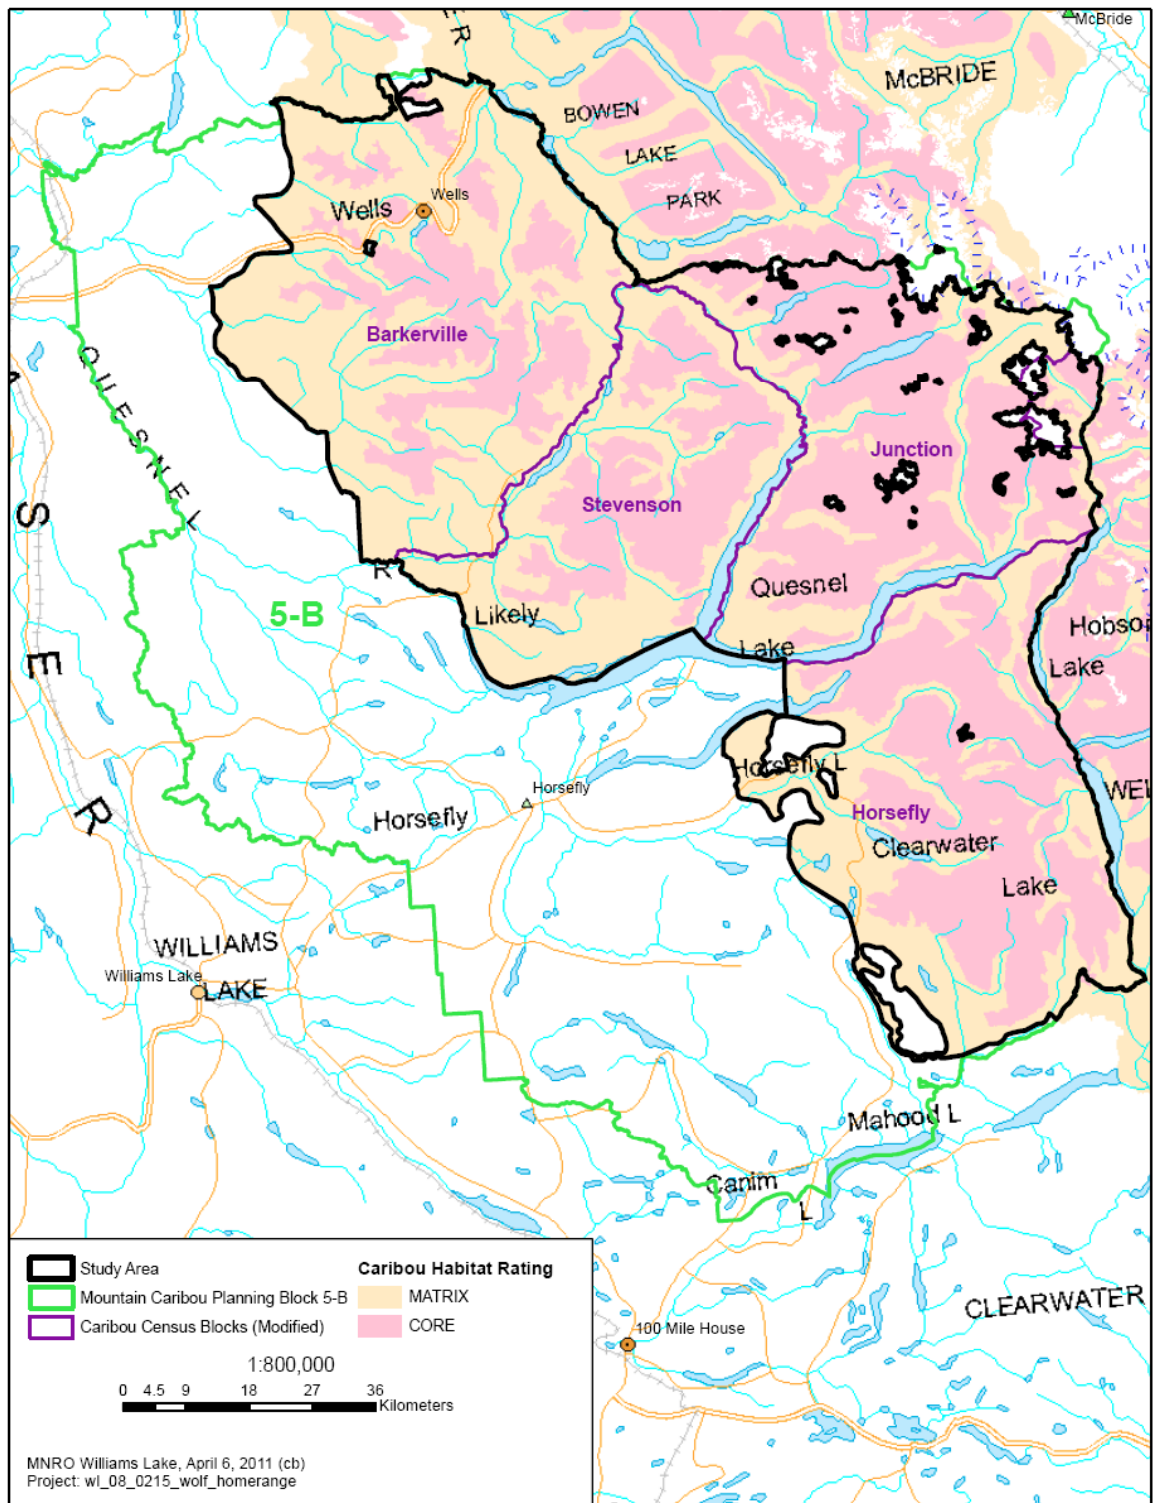 McBride
E R
McBRIDE
BOWEN
LAKE
PARK
Wells
Wells
Barkerville
QUESNEL
Junction
Stevenson
S
R
Quesnel
5-B
Likely
Hobso
Lake
E
Lake
Horsefly L
WEL
Horsefly
Horsefly
Horsefly
R
Clearwater
Lake
WILLIAMS
Williams Lake
LAKE
Mahood L
Canim
L
CLEARWATER
100 Mile House
Study Area
Mountain Caribou Planning Block 5-B
Caribou Census Blocks (Modified)
Caribou Habitat Rating
MATRIX
CORE
1:800,000
0 4.5 9 18 27 36
Kilometers
MNRO Williams Lake, April 6, 2011 (cb)
Project: wl_08_0215_wolf_homerange